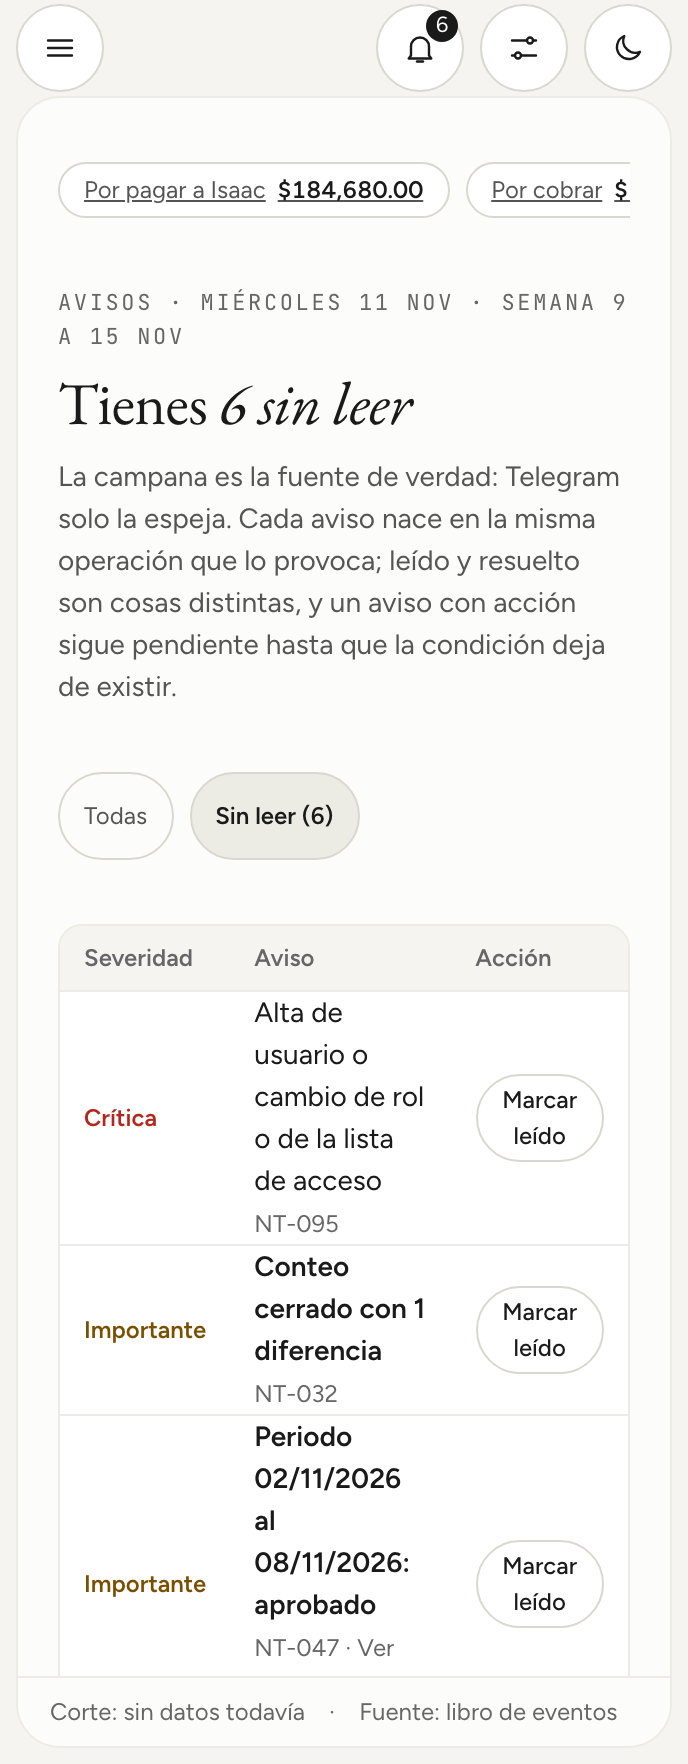 6
Por pagar a Isaac $184,680.00 Por cobrar $
AVISOS · MIÉRCOLES 11 NOV · SEMANA 9
A 15 NOV
Tienes 6 sin leer
La campana es la fuente de verdad: Telegram
solo la espeja. Cada aviso nace en la misma
operación que lo provoca; leído y resuelto
son cosas distintas, y un aviso con acción
sigue pendiente hasta que la condición deja
de existir.
Todas Sin leer (6)
Severidad Aviso Acción
Crítica
Alta de
usuario o
cambio de rol
o de la lista
de acceso
NT-095
Marcar
leído
Importante
Conteo
cerrado con 1
diferencia
NT-032
Marcar
leído
Importante
Periodo
02/11/2026
al
08/11/2026:
aprobado
NT-047 · Ver
Marcar
leído
Corte: sin datos todavía · Fuente: libro de eventos